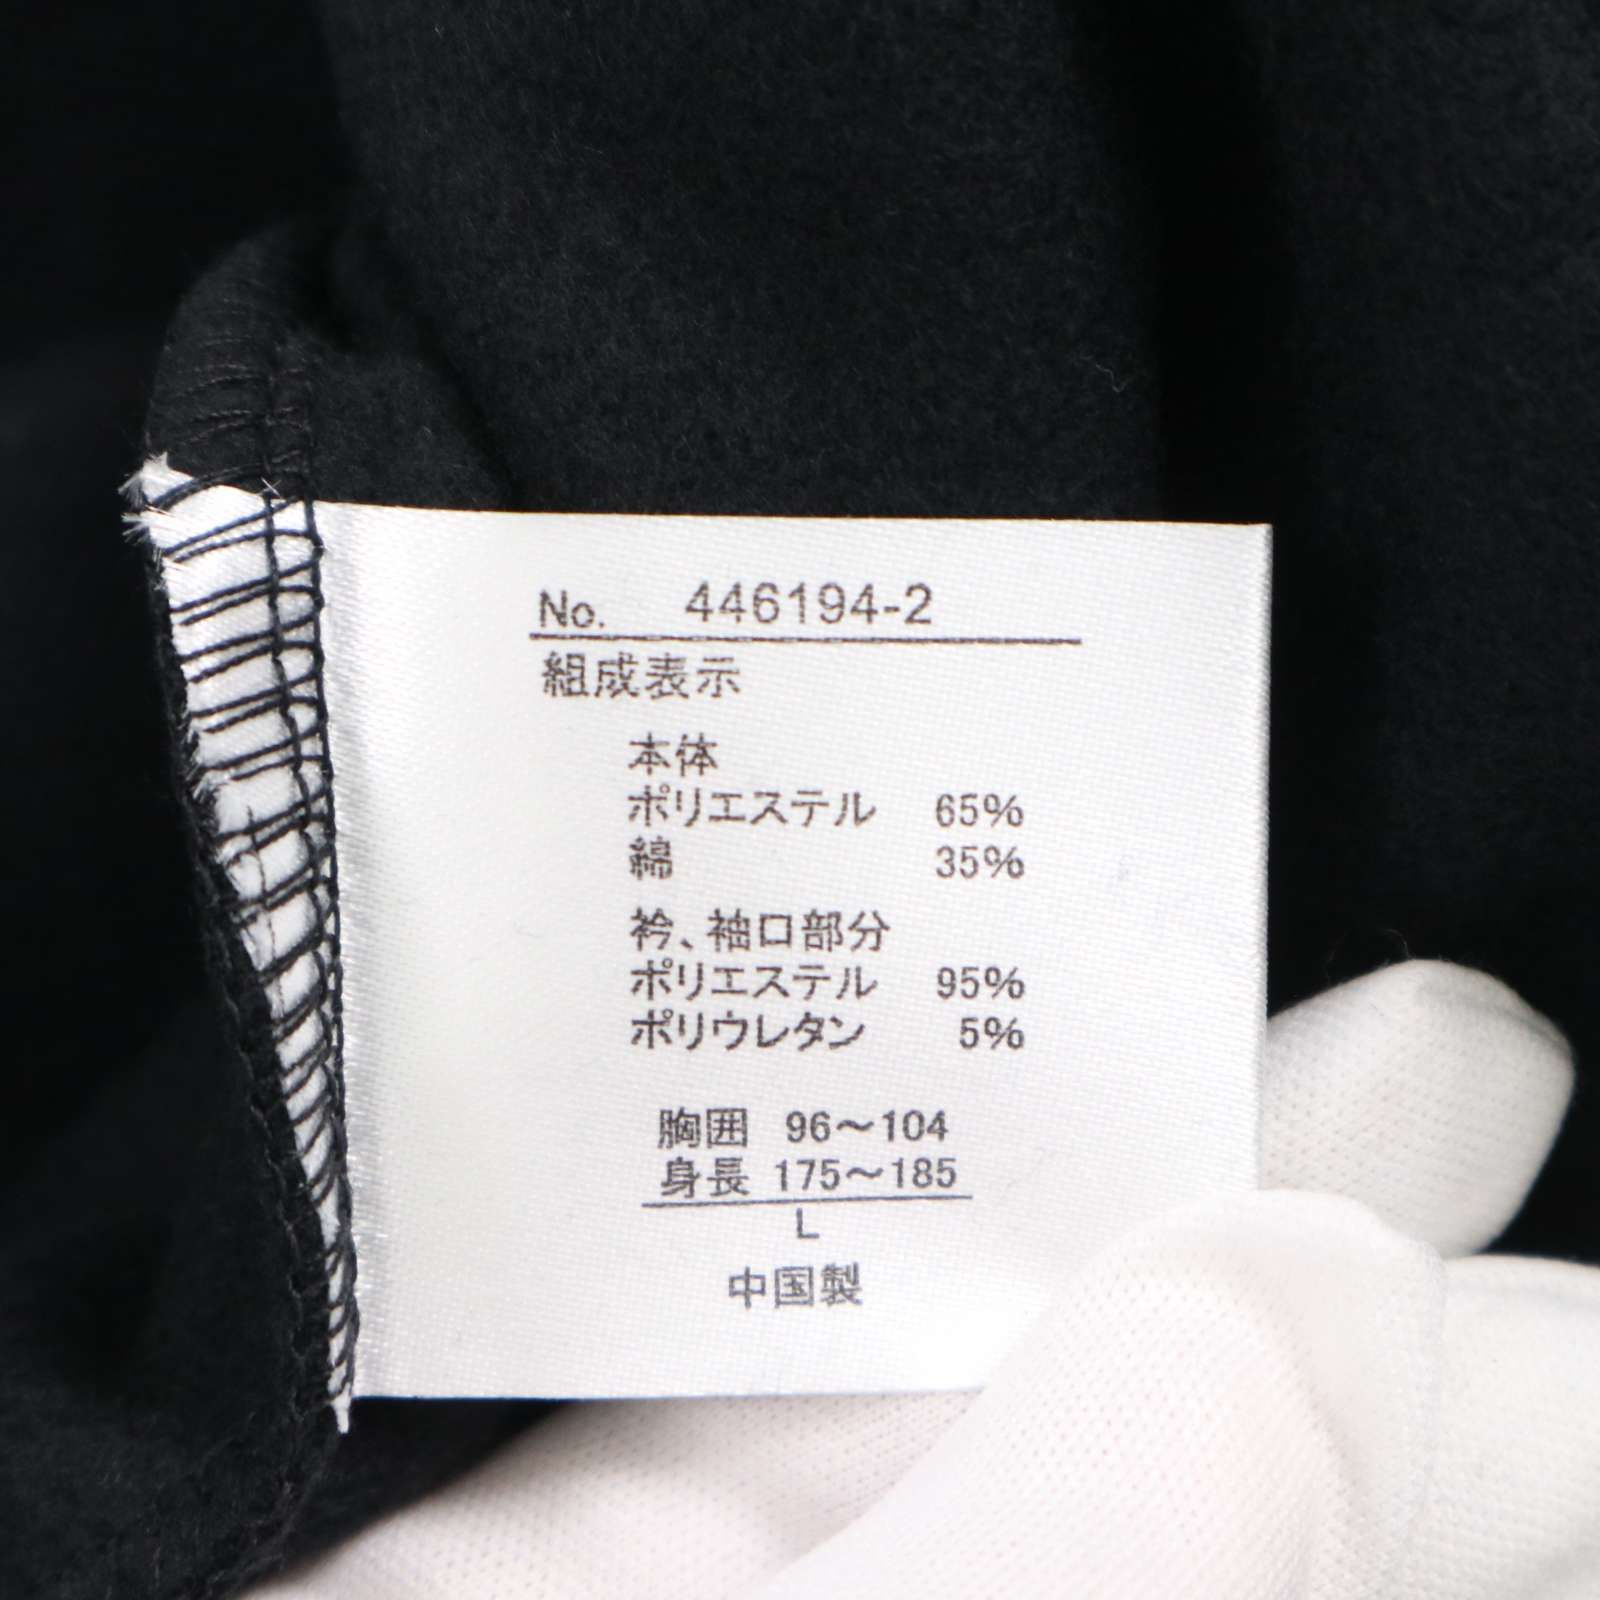 No. 446194-2
組成表示
本体
ポリエステル 65%
綿 35%
衿、袖口部分
ポリエステル 95%
ポリウレタン 5%
胸囲 96～104
身長 175～185
L
中国製